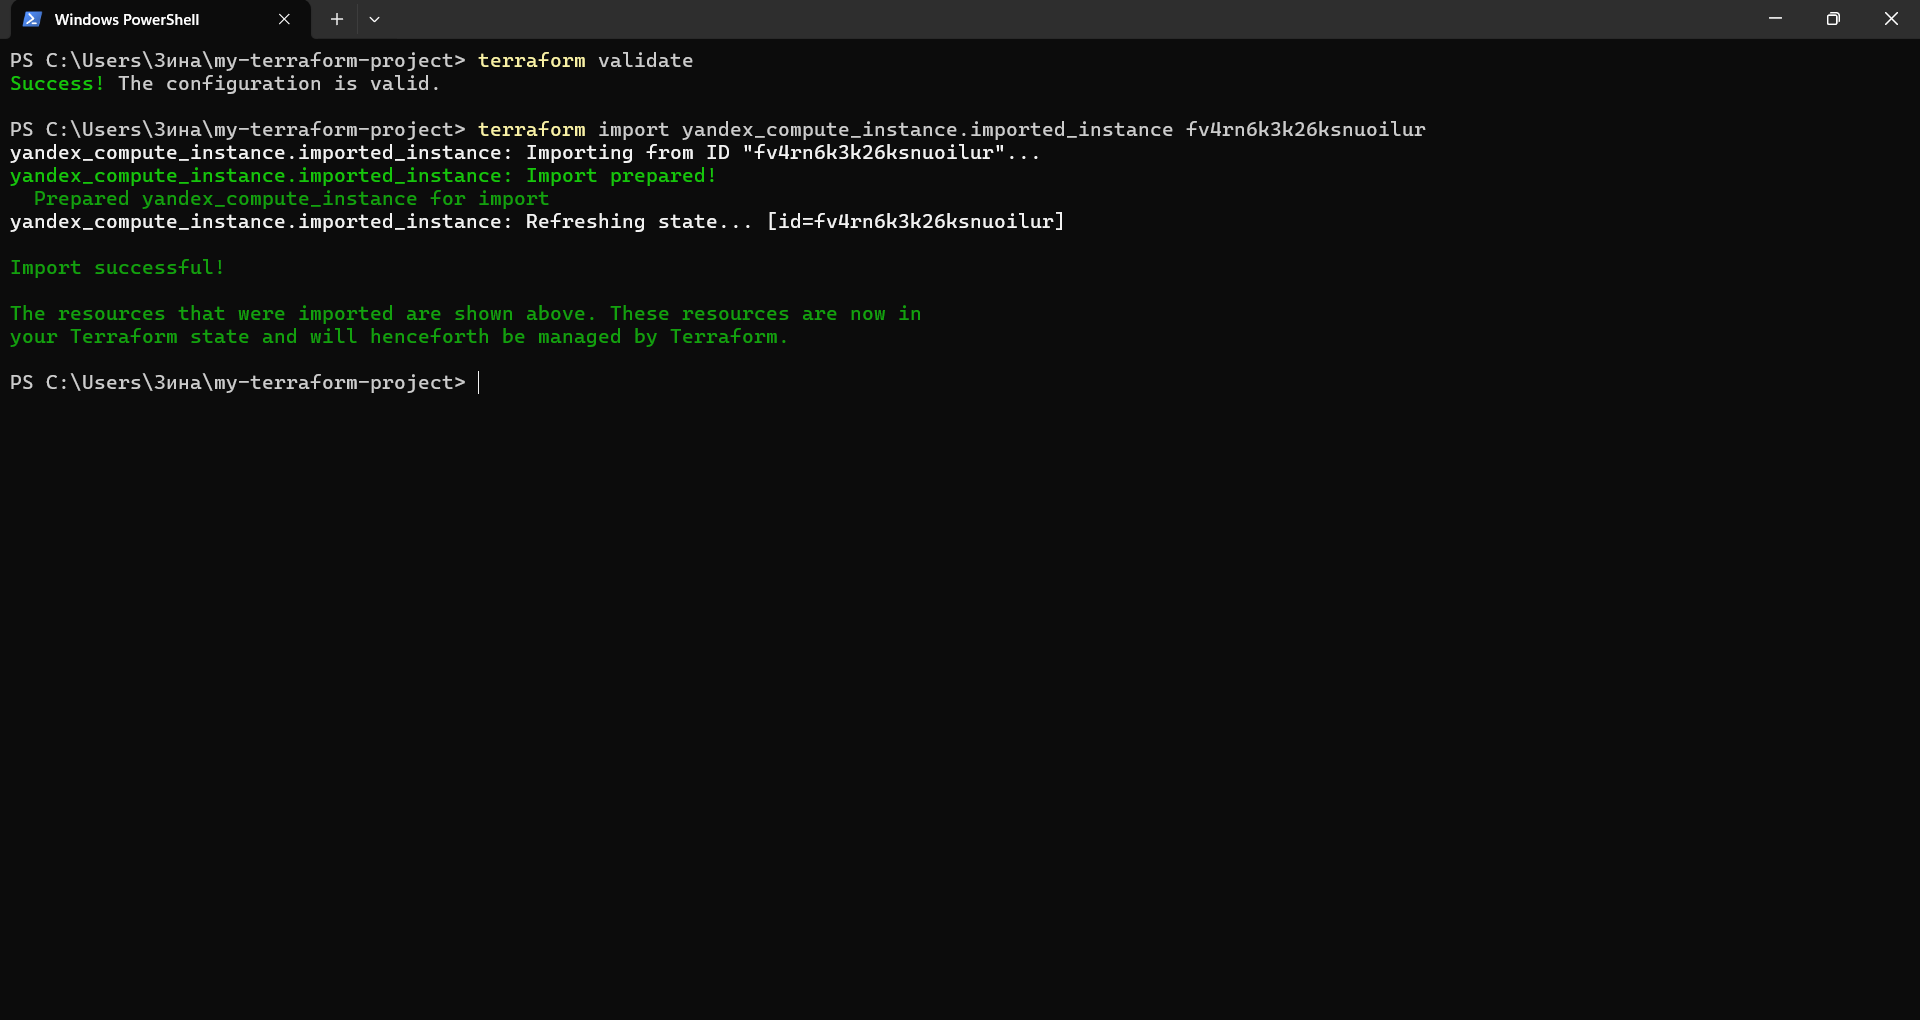 Windows PowerShell
PS C:\Users\Зина\my-terraform-project> terraform validate
Success! The configuration is valid.
PS C:\Users\Зина\my-terraform-project> terraform import yandex_compute_instance.imported_instance fv4rn6k3k26ksnuoilur
yandex_compute_instance.imported_instance: Importing from ID "fv4rn6k3k26ksnuoilur"...
yandex_compute_instance.imported_instance: Import prepared!
  Prepared yandex_compute_instance for import
yandex_compute_instance.imported_instance: Refreshing state... [id=fv4rn6k3k26ksnuoilur]
Import successful!
The resources that were imported are shown above. These resources are now in
your Terraform state and will henceforth be managed by Terraform.
PS C:\Users\Зина\my-terraform-project>